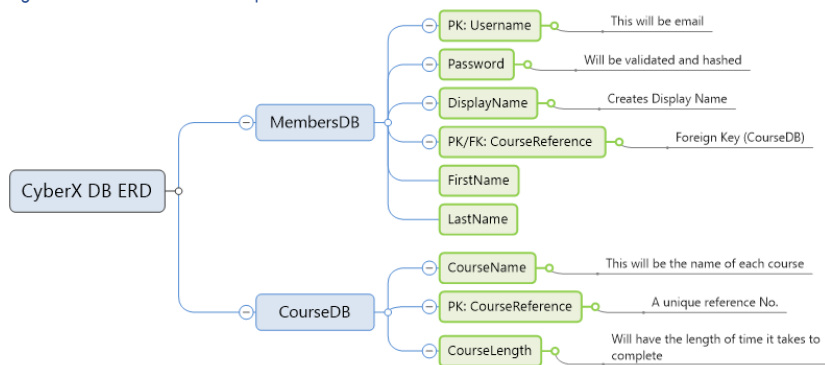 PK: Username
This will be email
Password
Will be validated and hashed
DisplayName
Creates Display Name
MembersDB
PK/FK: CourseReference
Foreign Key (CourseDB)
FirstName
CyberX DB ERD
LastName
CourseName
This will be the name of each course
CourseDB
PK: CourseReference
A unique reference No.
CourseLength
Will have the length of time it takes to
complete